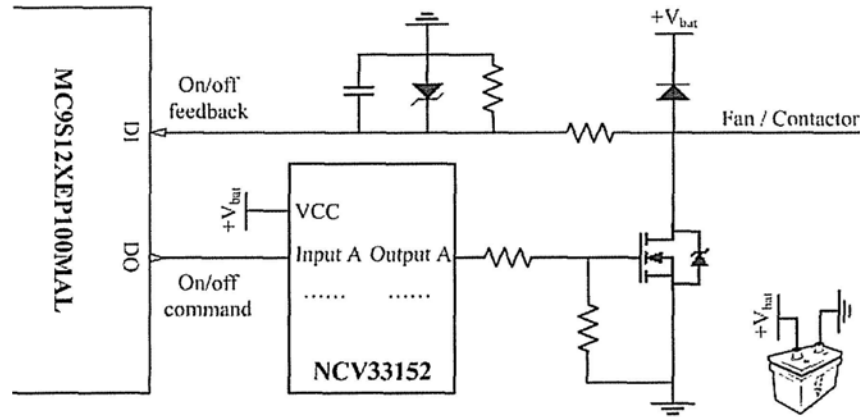 MC9S12XEP100MAL
DI
DO
On/off
feedback
+V_bat
Fan / Contactor
+V_bat
VCC
Input A Output A
...... ......
On/off
command
NCV33152
+V_bat